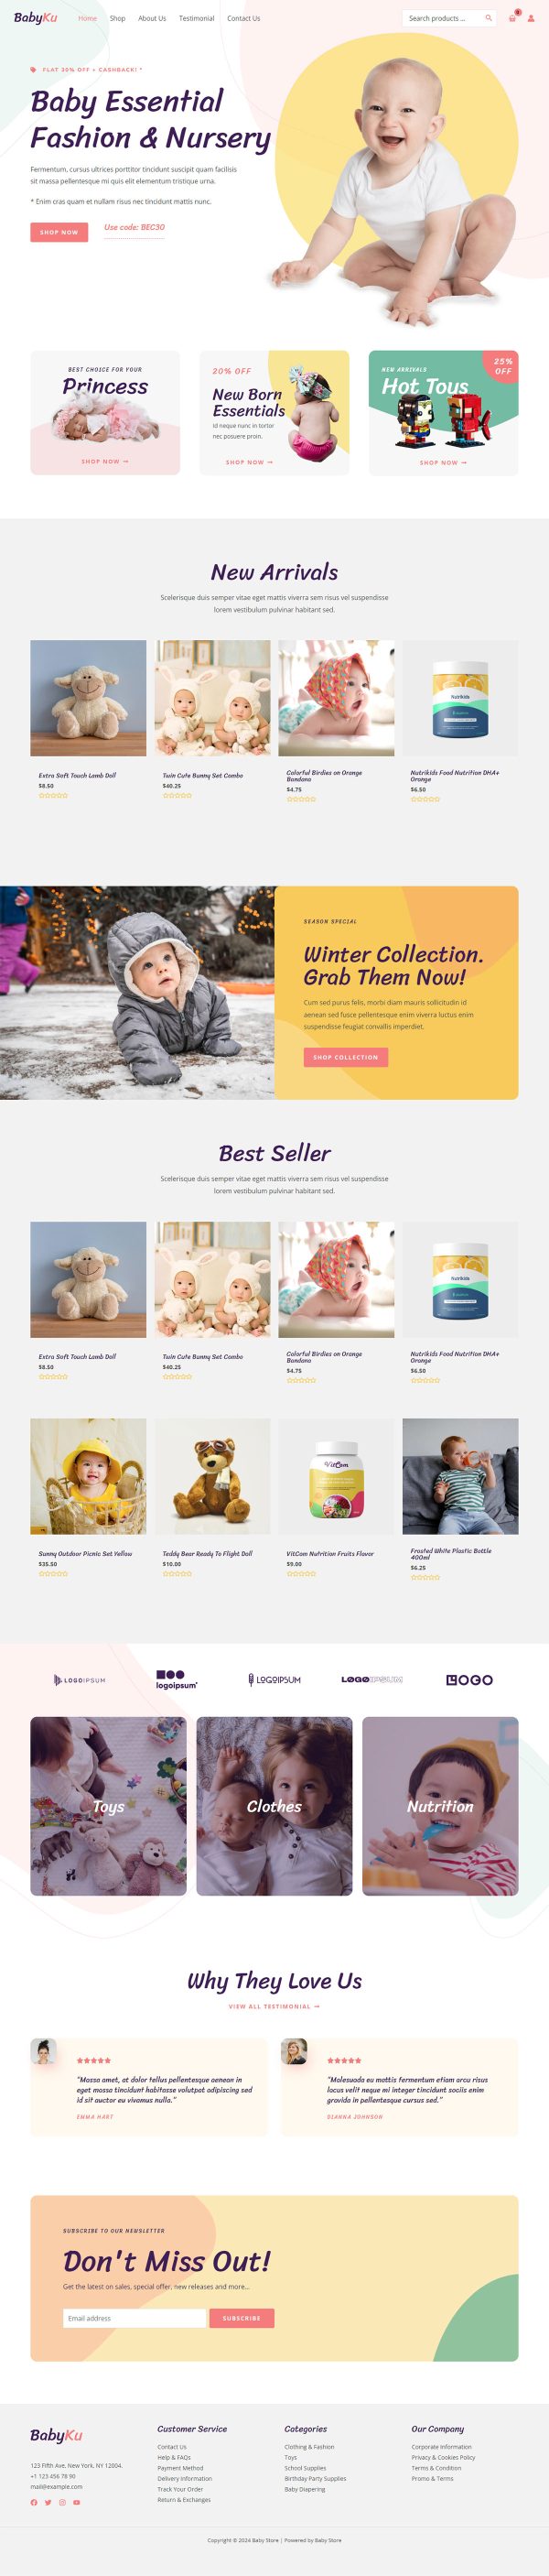 BabyKu
Home
Shop
About Us
Testimonial
Contact Us
Search products ...
0
FLAT 30% OFF + CASHBACK! *
Baby Essential
Fashion & Nursery
Fermentum, cursus ultrices porttitor tincidunt suscipit quam facilisis
sit massa pellentesque mi quis elit elementum tristique urna.
* Enim cras quam et nullam risus nec tincidunt mattis nunc.
SHOP NOW
Use code: BEC30
BEST CHOICE FOR YOUR
Princess
SHOP NOW →
20% OFF
New Born
Essentials
Id neque nunc in tortor
nec posuere proin.
SHOP NOW →
25%
OFF
NEW ARRIVALS
Hot Toys
SHOP NOW →
New Arrivals
Scelerisque duis semper vitae eget mattis viverra sem risus vel suspendisse
lorem vestibulum pulvinar habitant sed.
Nutrikids
Extra Soft Touch Lamb Doll
$8.50
Twin Cute Bunny Set Combo
$40.25
Colorful Birdies on Orange
Bandana
$4.75
Nutrikids Food Nutrition DHA+
Orange
$6.50
SEASON SPECIAL
Winter Collection.
Grab Them Now!
Cum sed purus felis, morbi diam mauris sollicitudin id
aenean sed fusce pellentesque enim viverra luctus enim
suspendisse feugiat convallis imperdiet.
SHOP COLLECTION
Best Seller
Scelerisque duis semper vitae eget mattis viverra sem risus vel suspendisse
lorem vestibulum pulvinar habitant sed.
Nutrikids
Extra Soft Touch Lamb Doll
$8.50
Twin Cute Bunny Set Combo
$40.25
Colorful Birdies on Orange
Bandana
$4.75
Nutrikids Food Nutrition DHA+
Orange
$6.50
VitCom
Sunny Outdoor Picnic Set Yellow
$35.50
Teddy Bear Ready To Flight Doll
$10.00
VitCom Nutrition Fruits Flavor
$9.00
Frosted White Plastic Bottle
400ml
$6.25
LOGOIPSUM
logoipsum
LOGOIPSUM
LOGOIPSUM
LOGO
Toys
Clothes
Nutrition
Why They Love Us
VIEW ALL TESTIMONIAL →
"Massa amet, at dolor tellus pellentesque aenean in
eget massa tincidunt habitasse volutpat adipiscing sed
id sit auctor eu vivamus nulla."
EMMA HART
"Malesuada eu mattis fermentum etiam arcu risus
lacus velit neque mi integer tincidunt sociis enim
gravida in pellentesque cursus sed."
DIANNA JOHNSON
SUBSCRIBE TO OUR NEWSLETTER
Don't Miss Out!
Get the latest on sales, special offer, new releases and more...
Email address
SUBSCRIBE
BabyKu
123 Fifth Ave, New York, NY 12004.
+1 123 456 78 90
mail@example.com
Customer Service
Contact Us
Help & FAQs
Payment Method
Delivery Information
Track Your Order
Return & Exchanges
Categories
Clothing & Fashion
Toys
School Supplies
Birthday Party Supplies
Baby Diapering
Our Company
Corporate Information
Privacy & Cookies Policy
Terms & Condition
Promo & Terms
Copyright © 2024 Baby Store | Powered by Baby Store